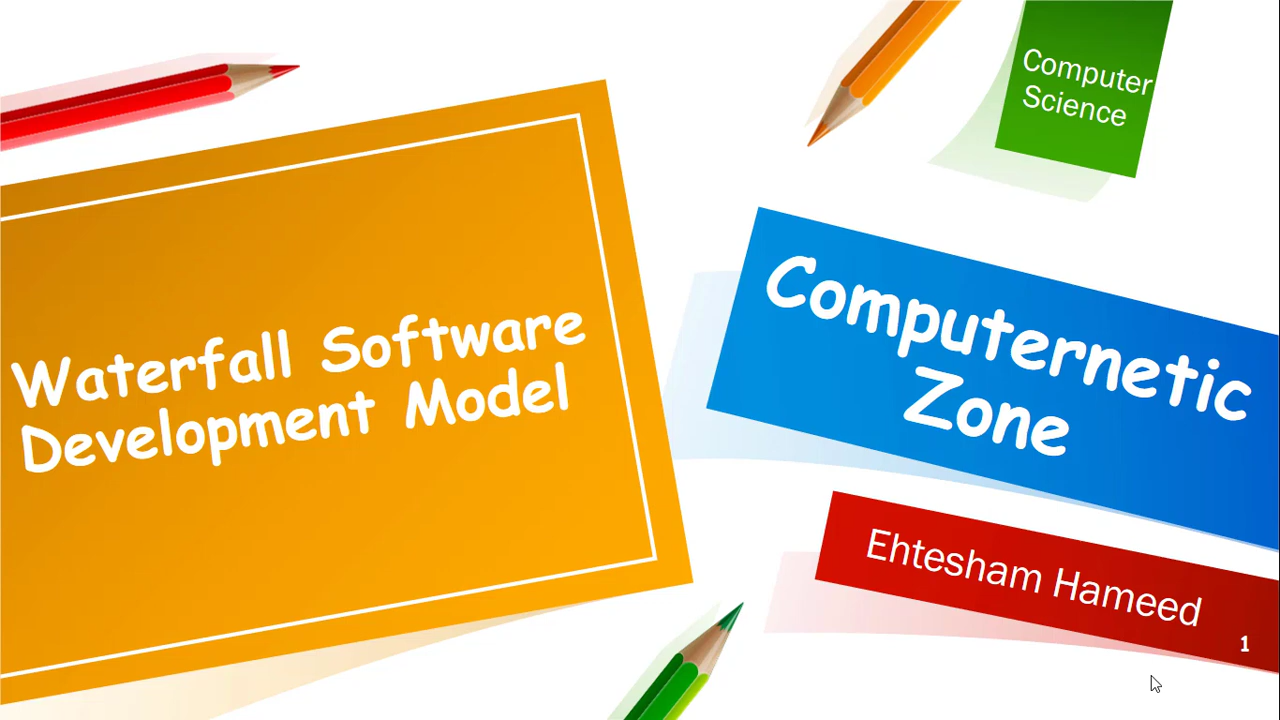 Computer
Science
Waterfall Software
Development Model
Computernetic
Zone
Ehtesham Hameed
1